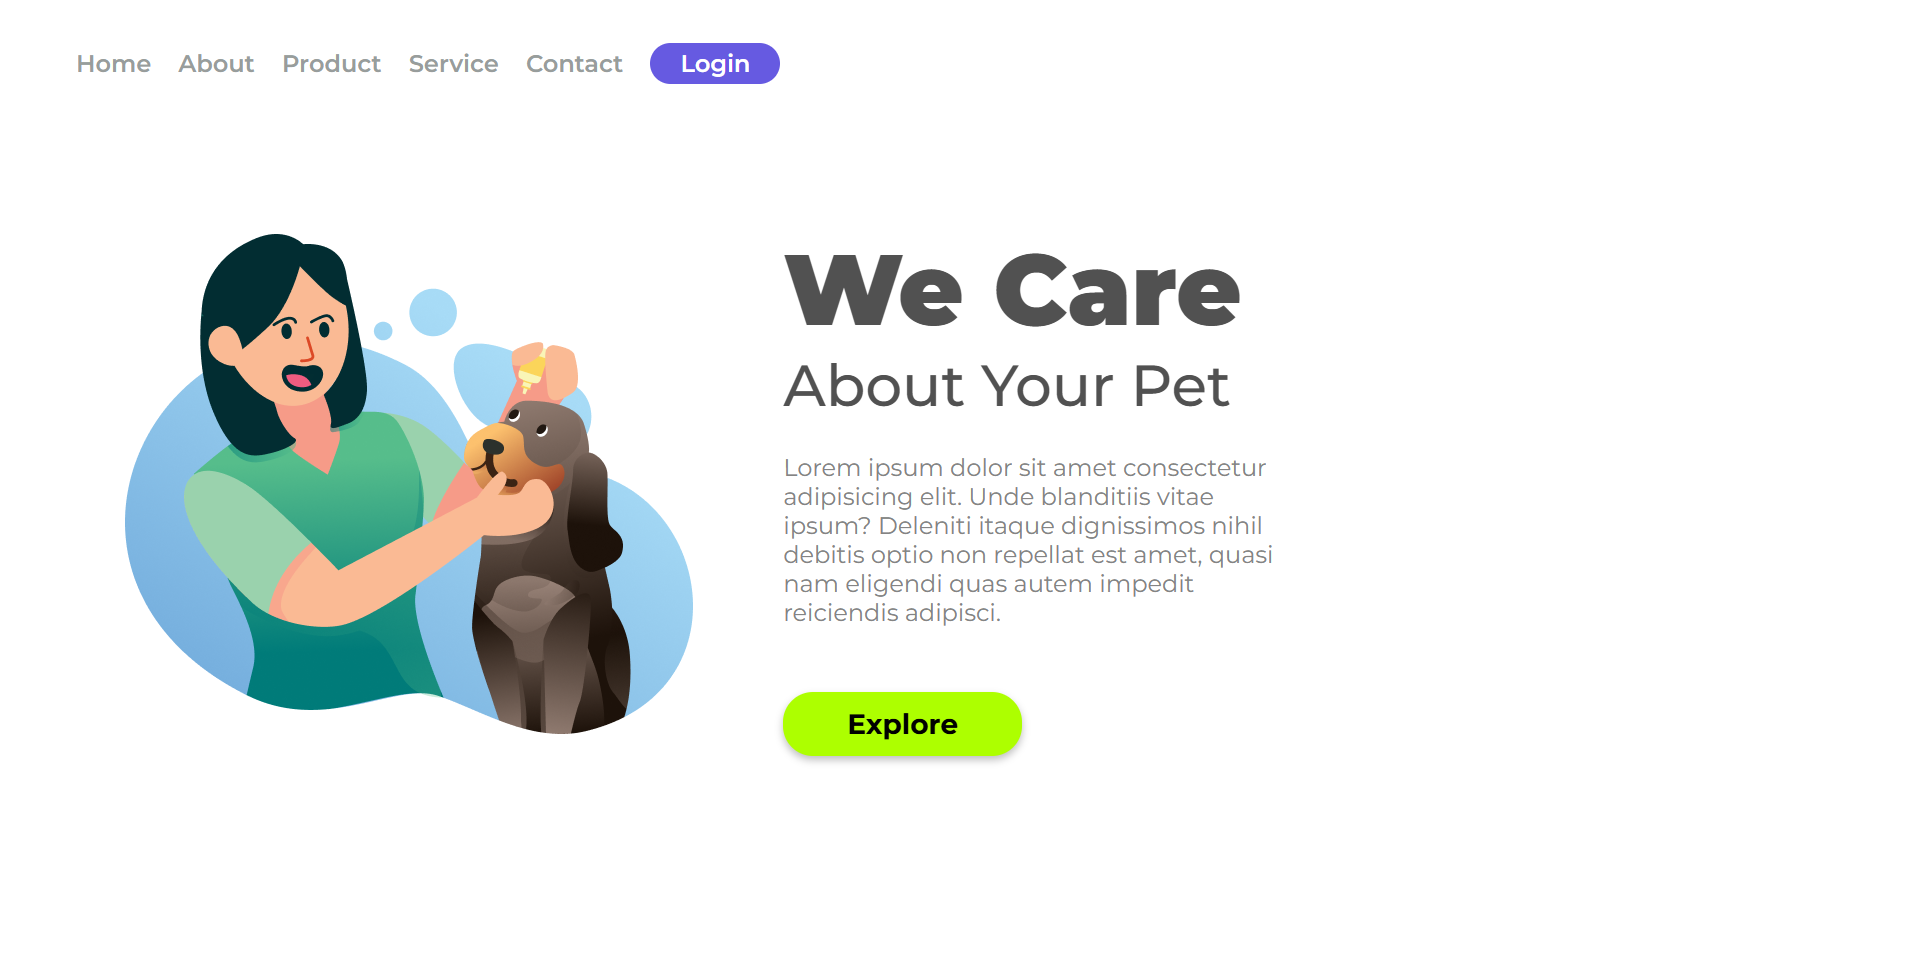 Home About Product Service Contact Login
We Care
About Your Pet
Lorem ipsum dolor sit amet consectetur
adipisicing elit. Unde blanditiis vitae
ipsum? Deleniti itaque dignissimos nihil
debitis optio non repellat est amet, quasi
nam eligendi quas autem impedit
reiciendis adipisci.
Explore